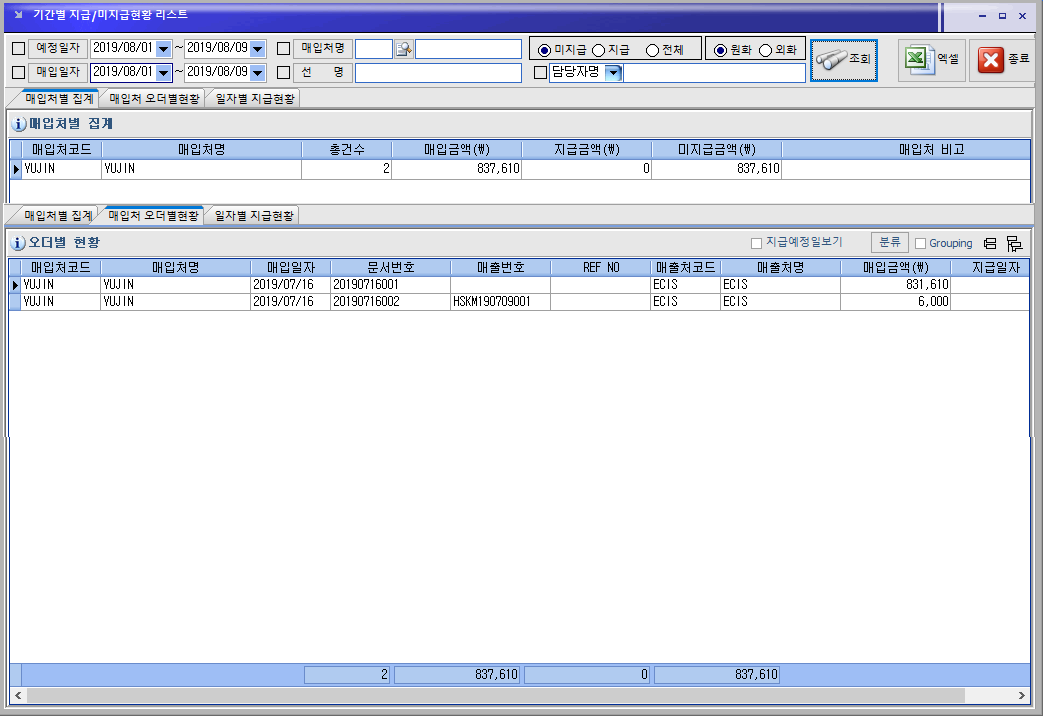 기간별 지급/미지급현황 리스트
예정일자 2019/08/01 ~ 2019/08/09 매입처명 미지급 지급 전체 원화 외화 조회 엑셀 종료
매입일자 2019/08/01 ~ 2019/08/09 선 명 담당자명
매입처별 집계 매입처 오더별현황 일자별 지급현황
매입처별 집계
매입처코드 매입처명 총건수 매입금액(₩) 지급금액(₩) 미지급금액(₩) 매입처 비고
YUJIN YUJIN 2 837,610 0 837,610
매입처별 집계 매입처 오더별현황 일자별 지급현황
오더별 현황 지급예정일보기 분류 Grouping
매입처코드 매입처명 매입일자 문서번호 매출번호 REF NO 매출처코드 매출처명 매입금액(₩) 지급일자
YUJIN YUJIN 2019/07/16 20190716001 ECIS ECIS 831,610
YUJIN YUJIN 2019/07/16 20190716002 HSKM190709001 ECIS ECIS 6,000
2 837,610 0 837,610